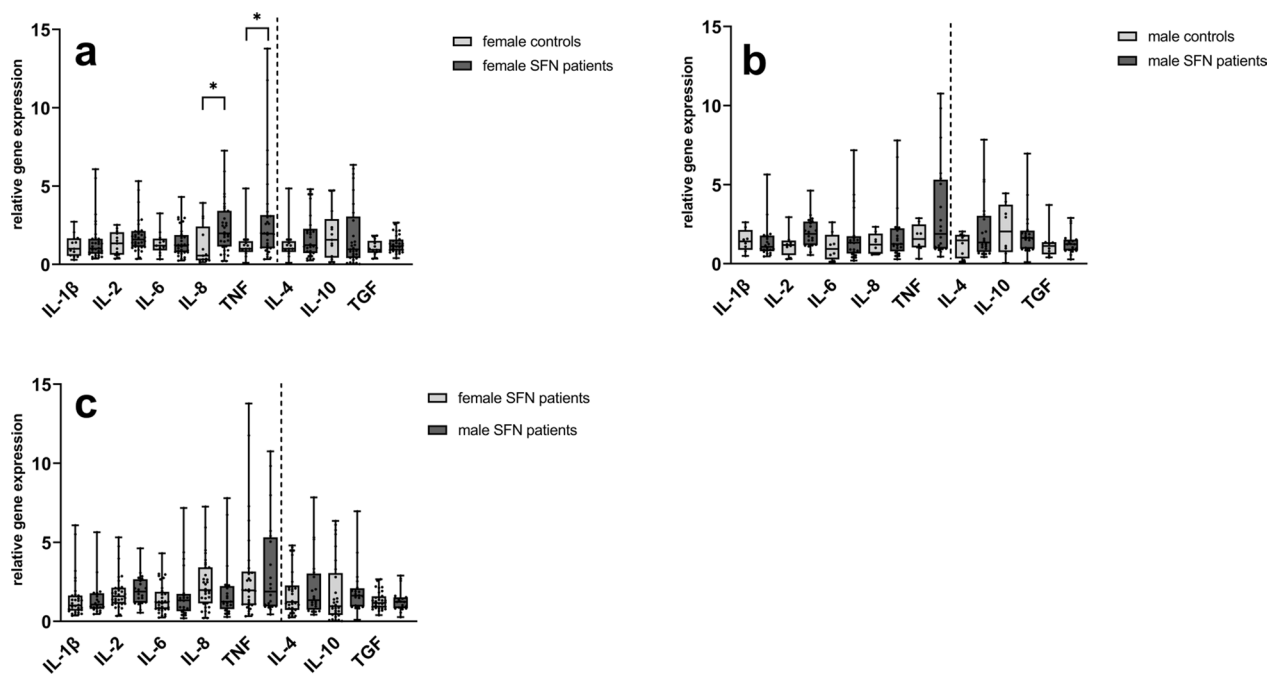 a
*
*
female controls
female SFN patients
relative gene expression
15
10
5
0
IL-1β
IL-2
IL-6
IL-8
TNF
IL-4
IL-10
TGF
b
male controls
male SFN patients
relative gene expression
15
10
5
0
IL-1β
IL-2
IL-6
IL-8
TNF
IL-4
IL-10
TGF
c
female SFN patients
male SFN patients
relative gene expression
15
10
5
0
IL-1β
IL-2
IL-6
IL-8
TNF
IL-4
IL-10
TGF